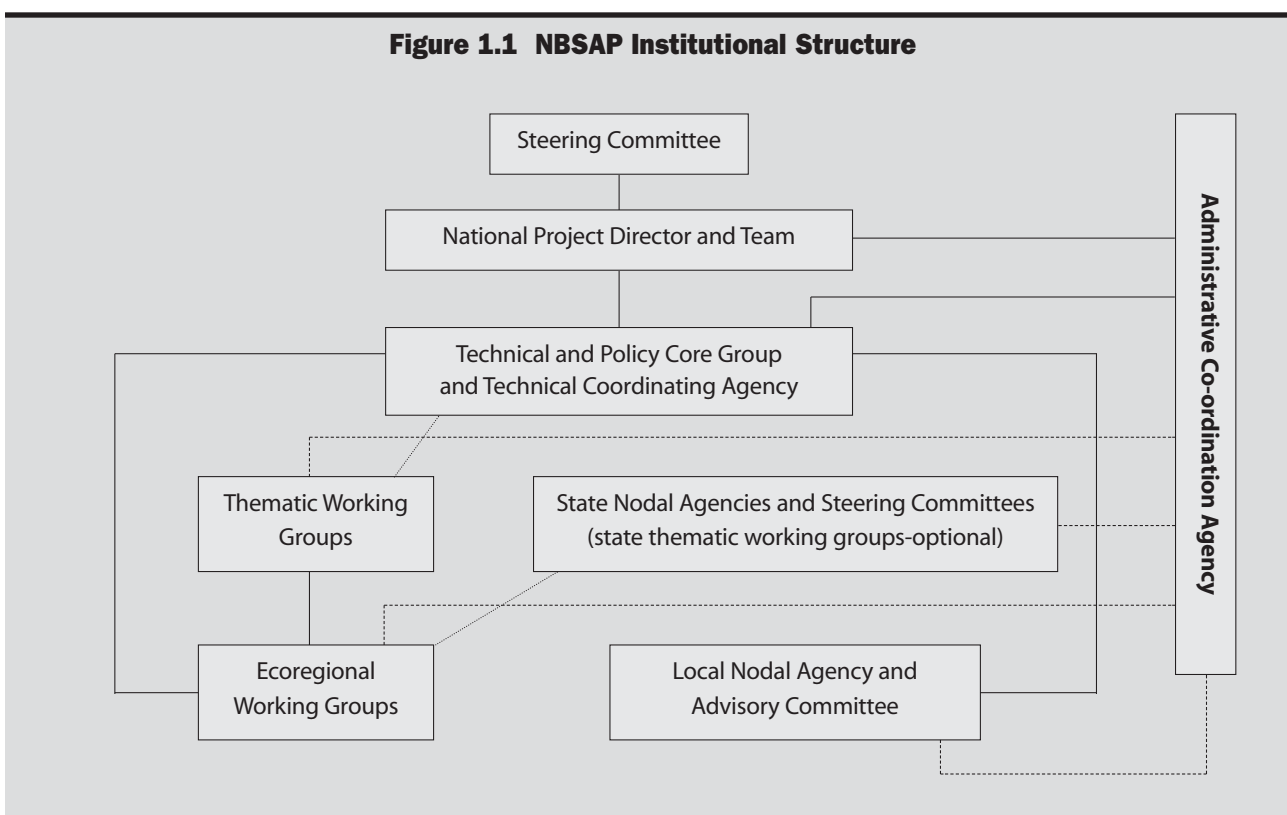 Figure 1.1 NBSAP Institutional Structure
Steering Committee
National Project Director and Team
Technical and Policy Core Group
and Technical Coordinating Agency
Thematic Working
Groups
State Nodal Agencies and Steering Committees
(state thematic working groups-optional)
Ecoregional
Working Groups
Local Nodal Agency and
Advisory Committee
Administrative Co-ordination Agency